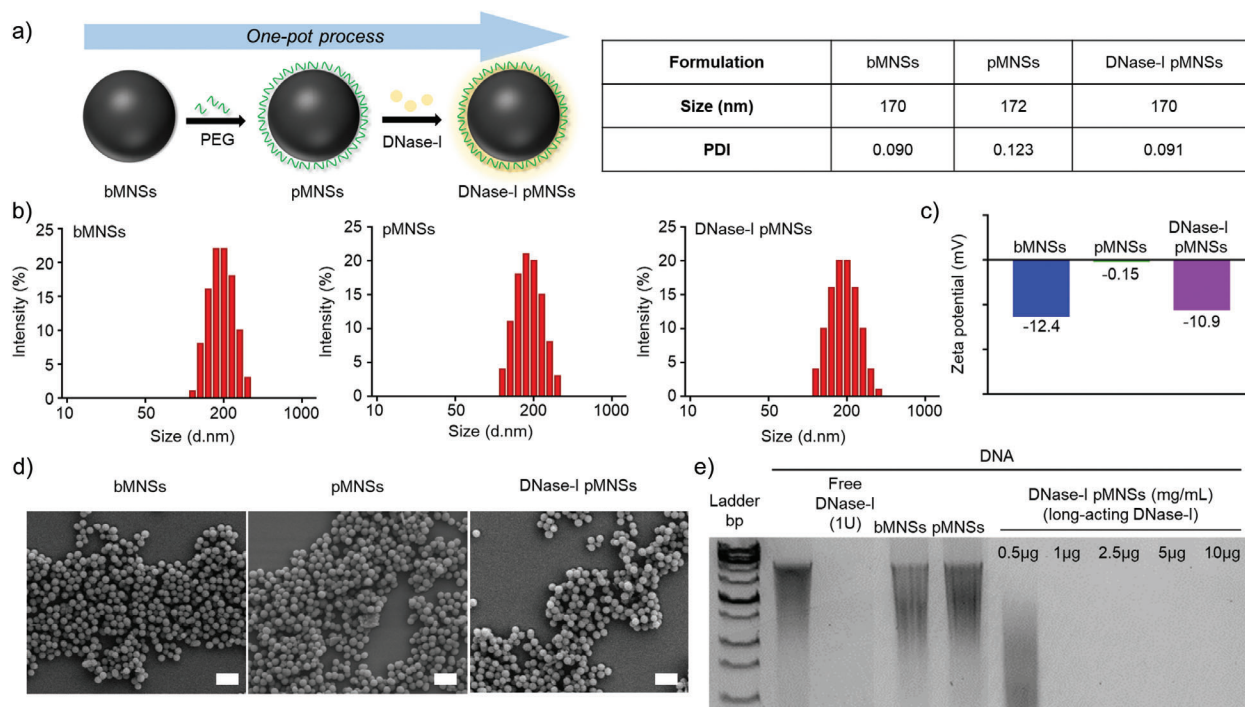 a)
One-pot process
PEG
DNase-I
bMNSs
pMNSs
DNase-I pMNSs
Formulation bMNSs pMNSs DNase-I pMNSs
Size (nm) 170 172 170
PDI 0.090 0.123 0.091
b)
bMNSs
Intensity (%)
25
20
15
10
5
0
10 50 200 1000
Size (d.nm)
pMNSs
Intensity (%)
25
20
15
10
5
0
10 50 200 1000
Size (d.nm)
DNase-I pMNSs
Intensity (%)
25
20
15
10
5
0
10 50 200 1000
Size (d.nm)
c)
Zeta potential (mV)
bMNSs
pMNSs
DNase-I
pMNSs
-12.4
-0.15
-10.9
d)
bMNSs
pMNSs
DNase-I pMNSs
e)
DNA
Ladder
bp
Free
DNase-I
(1U)
bMNSs pMNSs
DNase-I pMNSs (mg/mL)
(long-acting DNase-I)
0.5µg 1µg 2.5µg 5µg 10µg